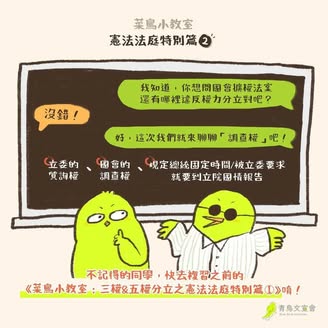 菜鳥小教室
憲法法庭特別篇②
我知道，你想問國會擴權法案
還有哪裡違反權力分立對吧？
沒錯！
好，這次我們就來聊聊「調查權」吧！
立委的
質詢權、
國會的
調查權、
規定總統固定時間/被立委要求
就要到立院國情報告
不記得的同學，快去複習之前的
《菜鳥小教室：三權&五權分立之憲法法庭特別篇①》唷！
青鳥文宣會